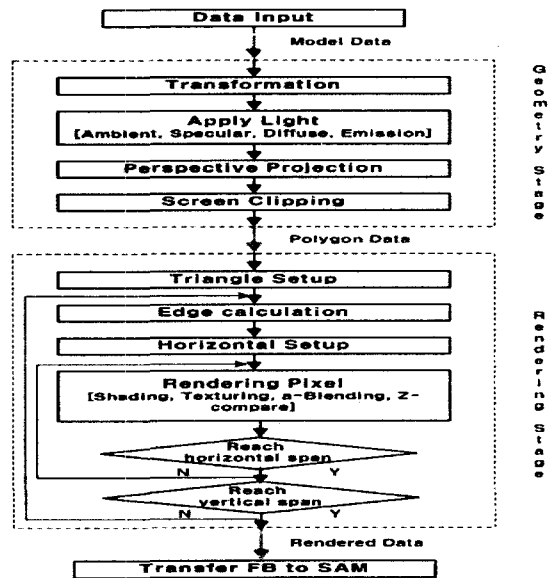 Data Input
Model Data
Transformation
Apply Light
[Ambient, Specular, Diffuse, Emission]
Perspective Projection
Screen Clipping
Geometry Stage
Polygon Data
Triangle Setup
Edge calculation
Horizontal Setup
Rendering Pixel
[Shading, Texturing, a-Blending, Z-
compare]
Reach
horizontal span
N Y
Reach
vertical span
N Y
Rendering Stage
Rendered Data
Transfer FB to SAM